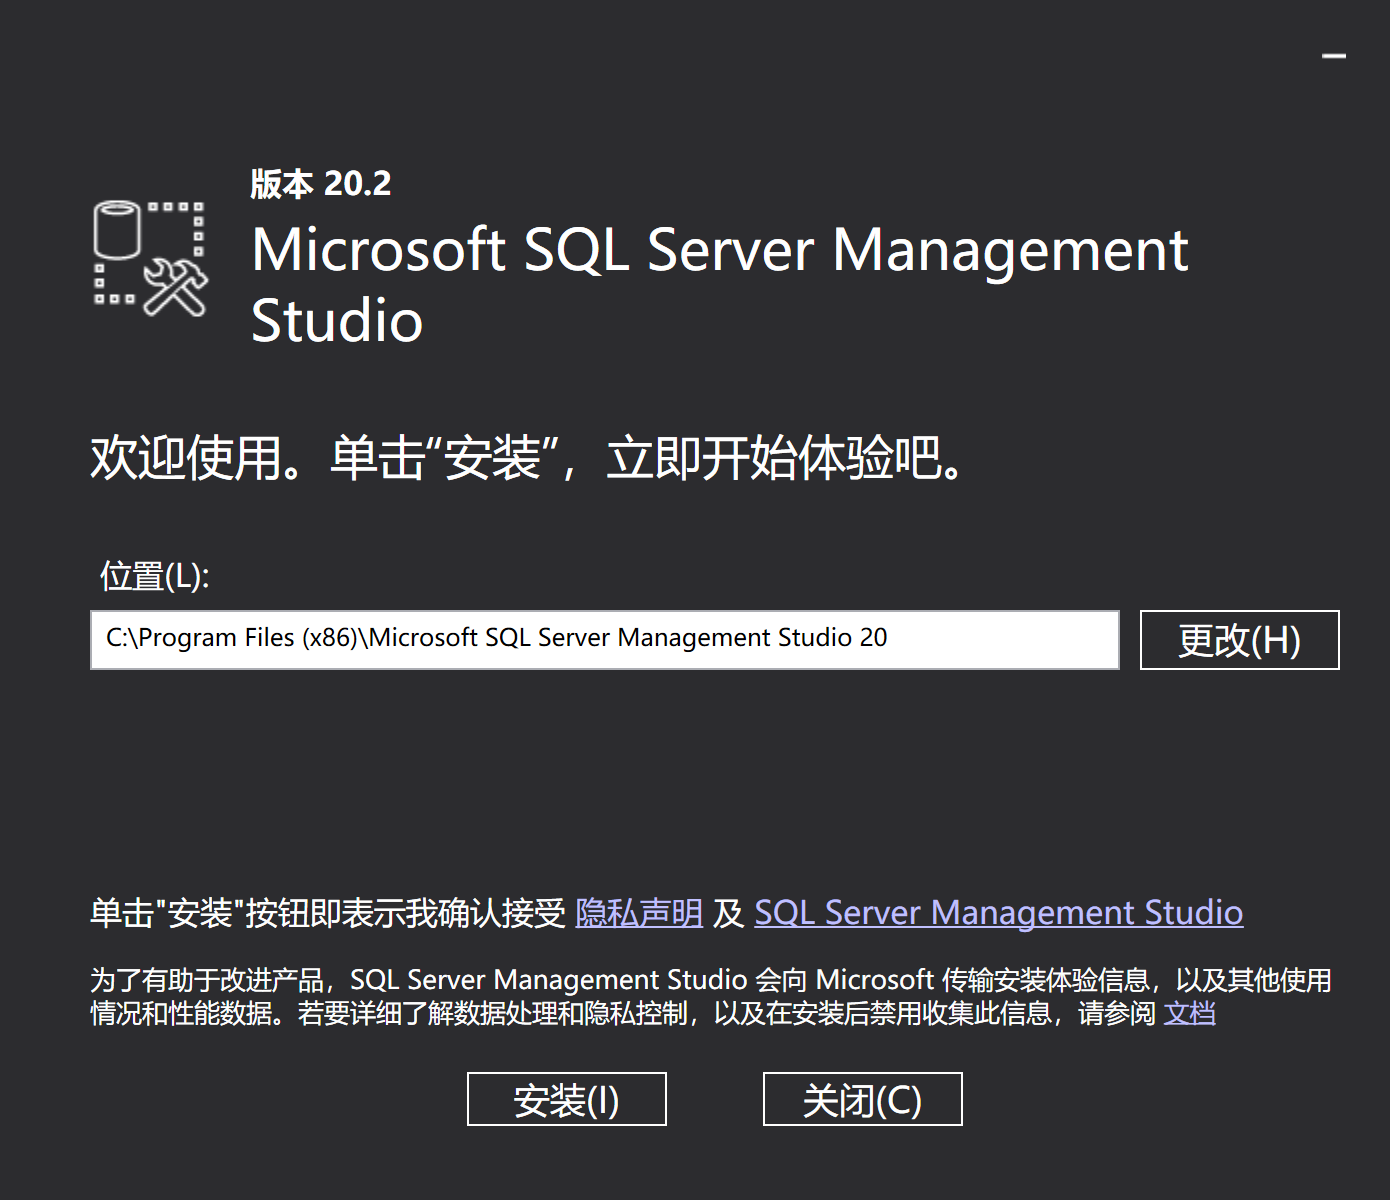 版本 20.2
Microsoft SQL Server Management
Studio
欢迎使用。单击“安装”，立即开始体验吧。
位置(L):
C:\Program Files (x86)\Microsoft SQL Server Management Studio 20
更改(H)
单击"安装"按钮即表示我确认接受 隐私声明 及 SQL Server Management Studio
为了有助于改进产品，SQL Server Management Studio 会向 Microsoft 传输安装体验信息，以及其他使用
情况和性能数据。若要详细了解数据处理和隐私控制，以及在安装后禁用收集此信息，请参阅 文档
安装(I)
关闭(C)